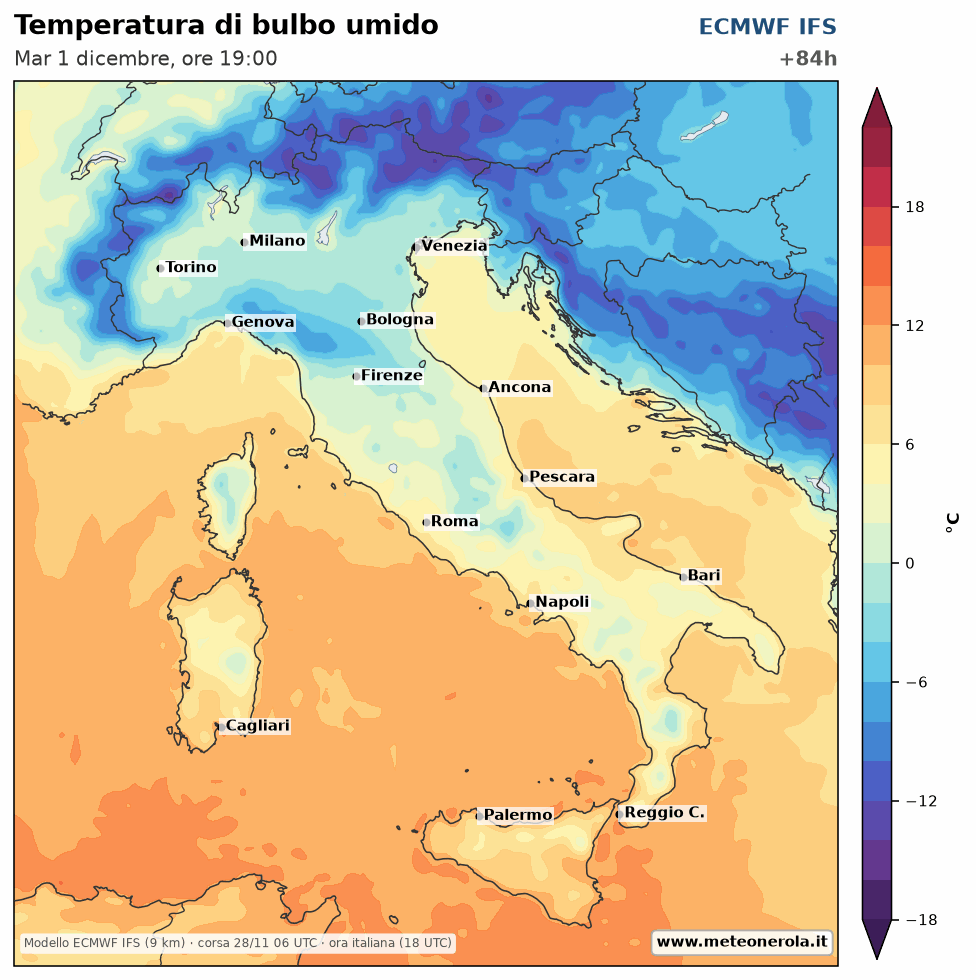 Temperatura di bulbo umido
ECMWF IFS
Mar 1 dicembre, ore 19:00
+84h
Milano
Venezia
Torino
Genova
Bologna
Firenze
Ancona
Pescara
Roma
Bari
Napoli
Cagliari
Palermo
Reggio C.
18
12
6
0
−6
−12
−18
°C
Modello ECMWF IFS (9 km) · corsa 28/11 06 UTC · ora italiana (18 UTC)
www.meteonerola.it